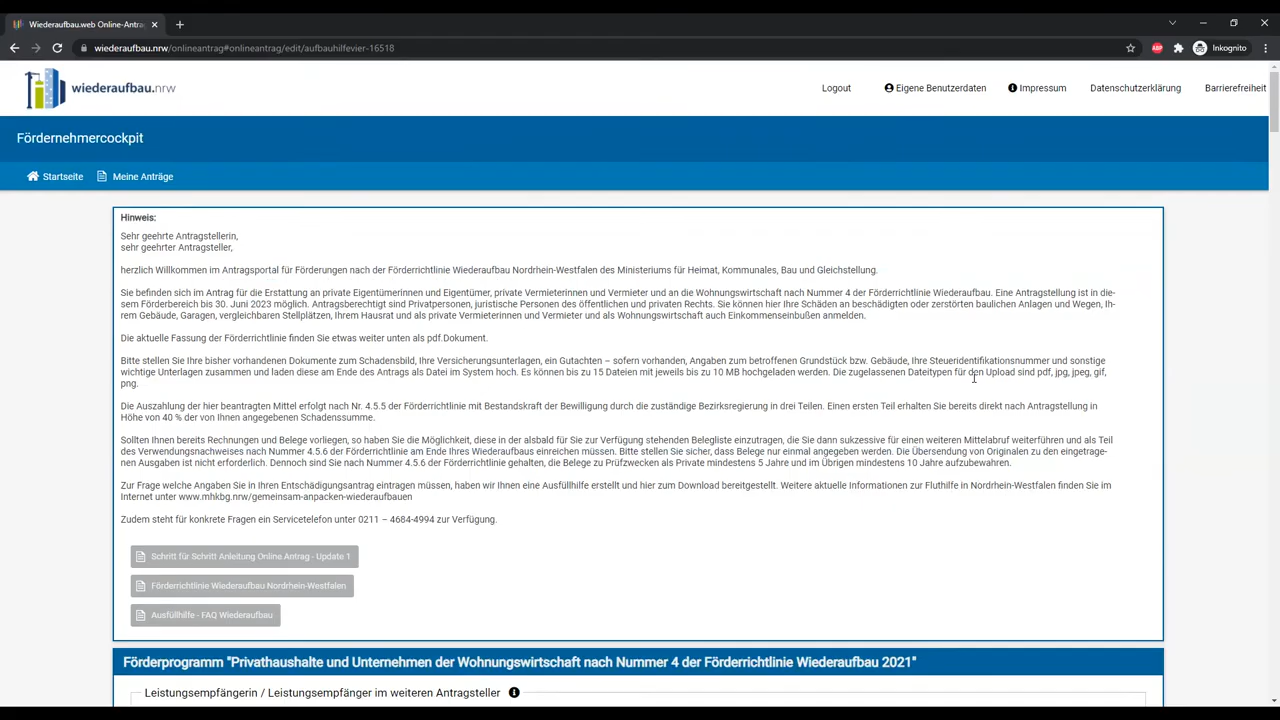 Wiederaufbau.web Online-Antra
wiederaufbau.nrw/onlineantrag#onlineantrag/edit/aufbauhilfevier-16518
ABP
Inkognito
wiederaufbau.nrw
Logout
Eigene Benutzerdaten
Impressum
Datenschutzerklärung
Barrierefreiheit
Fördernehmercockpit
Startseite
Meine Anträge
Hinweis:
Sehr geehrte Antragstellerin,
sehr geehrter Antragsteller,
herzlich Willkommen im Antragsportal für Förderungen nach der Förderrichtlinie Wiederaufbau Nordrhein-Westfalen des Ministeriums für Heimat, Kommunales, Bau und Gleichstellung.
Sie befinden sich im Antrag für die Erstattung an private Eigentümerinnen und Eigentümer, private Vermieterinnen und Vermieter und an die Wohnungswirtschaft nach Nummer 4 der Förderrichtlinie Wiederaufbau. Eine Antragstellung ist in die-
sem Förderbereich bis 30. Juni 2023 möglich. Antragsberechtigt sind Privatpersonen, juristische Personen des öffentlichen und privaten Rechts. Sie können hier Ihre Schäden an beschädigten oder zerstörten baulichen Anlagen und Wegen, Ih-
rem Gebäude, Garagen, vergleichbaren Stellplätzen, Ihrem Hausrat und als private Vermieterinnen und Vermieter und als Wohnungswirtschaft auch Einkommenseinbußen anmelden.
Die aktuelle Fassung der Förderrichtlinie finden Sie etwas weiter unten als pdf.Dokument.
Bitte stellen Sie Ihre bisher vorhandenen Dokumente zum Schadensbild, Ihre Versicherungsunterlagen, ein Gutachten – sofern vorhanden, Angaben zum betroffenen Grundstück bzw. Gebäude, Ihre Steueridentifikationsnummer und sonstige
wichtige Unterlagen zusammen und laden diese am Ende des Antrags als Datei im System hoch. Es können bis zu 15 Dateien mit jeweils bis zu 10 MB hochgeladen werden. Die zugelassenen Dateitypen für den Upload sind pdf, jpg, jpeg, gif,
png.
Die Auszahlung der hier beantragten Mittel erfolgt nach Nr. 4.5.5 der Förderrichtlinie mit Bestandskraft der Bewilligung durch die zuständige Bezirksregierung in drei Teilen. Einen ersten Teil erhalten Sie bereits direkt nach Antragstellung in
Höhe von 40 % der von Ihnen angegebenen Schadenssumme.
Sollten Ihnen bereits Rechnungen und Belege vorliegen, so haben Sie die Möglichkeit, diese in der alsbald für Sie zur Verfügung stehenden Belegliste einzutragen, die Sie dann sukzessive für einen weiteren Mittelabruf weiterführen und als Teil
des Verwendungsnachweises nach Nummer 4.5.6 der Förderrichtlinie am Ende Ihres Wiederaufbaus einreichen müssen. Bitte stellen Sie sicher, dass Belege nur einmal angegeben werden. Die Übersendung von Originalen zu den eingetrage-
nen Ausgaben ist nicht erforderlich. Dennoch sind Sie nach Nummer 4.5.6 der Förderrichtlinie gehalten, die Belege zu Prüfzwecken als Private mindestens 5 Jahre und im Übrigen mindestens 10 Jahre aufzubewahren.
Zur Frage welche Angaben Sie in Ihren Entschädigungsantrag eintragen müssen, haben wir Ihnen eine Ausfüllhilfe erstellt und hier zum Download bereitgestellt. Weitere aktuelle Informationen zur Fluthilfe in Nordrhein-Westfalen finden Sie im
Internet unter www.mhkbg.nrw/gemeinsam-anpacken-wiederaufbauen
Zudem steht für konkrete Fragen ein Servicetelefon unter 0211 – 4684-4994 zur Verfügung.
Schritt für Schritt Anleitung Online Antrag - Update 1
Förderrichtlinie Wiederaufbau Nordrhein-Westfalen
Ausfüllhilfe - FAQ Wiederaufbau
Förderprogramm "Privathaushalte und Unternehmen der Wohnungswirtschaft nach Nummer 4 der Förderrichtlinie Wiederaufbau 2021"
Leistungsempfängerin / Leistungsempfänger im weiteren Antragsteller